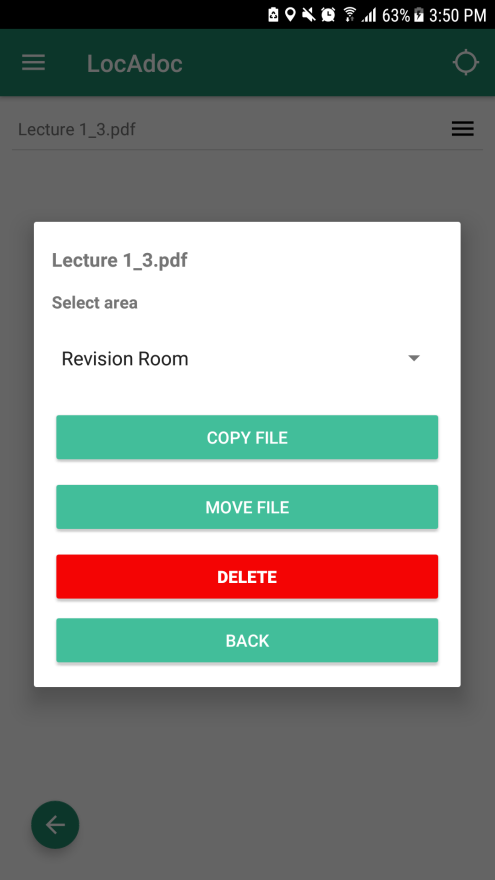 63% 3:50 PM
LocAdoc
Lecture 1_3.pdf
Lecture 1_3.pdf
Select area
Revision Room
COPY FILE
MOVE FILE
DELETE
BACK